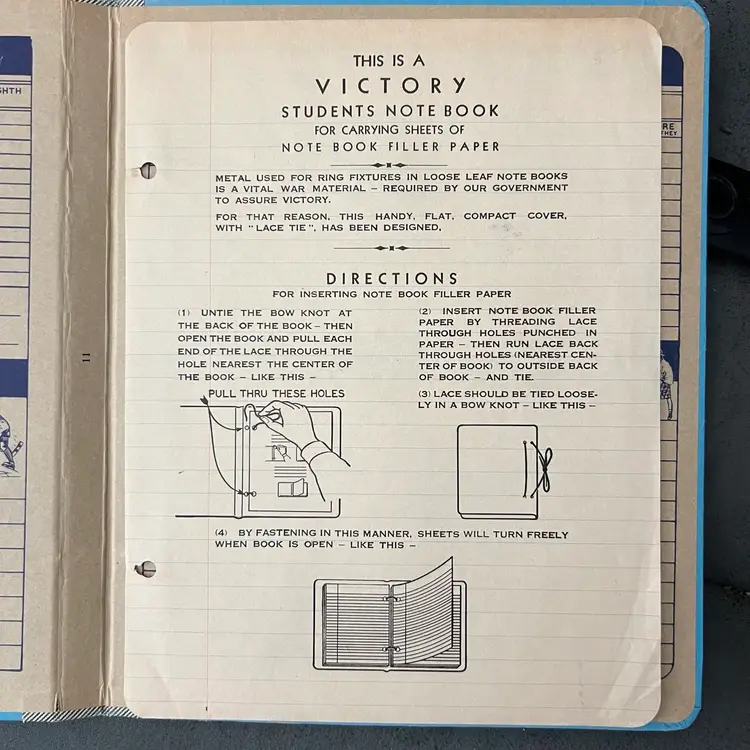 THIS IS A
VICTORY
STUDENTS NOTE BOOK
FOR CARRYING SHEETS OF
NOTE BOOK FILLER PAPER
METAL USED FOR RING FIXTURES IN LOOSE LEAF NOTE BOOKS
IS A VITAL WAR MATERIAL – REQUIRED BY OUR GOVERNMENT
TO ASSURE VICTORY.
FOR THAT REASON, THIS HANDY, FLAT, COMPACT COVER,
WITH "LACE TIE", HAS BEEN DESIGNED.
DIRECTIONS
FOR INSERTING NOTE BOOK FILLER PAPER
(1) UNTIE THE BOW KNOT AT
THE BACK OF THE BOOK – THEN
OPEN THE BOOK AND PULL EACH
END OF THE LACE THROUGH THE
HOLE NEAREST THE CENTER OF
THE BOOK – LIKE THIS –
PULL THRU THESE HOLES
(2) INSERT NOTE BOOK FILLER
PAPER BY THREADING LACE
THROUGH HOLES PUNCHED IN
PAPER – THEN RUN LACE BACK
THROUGH HOLES (NEAREST CEN-
TER OF BOOK) TO OUTSIDE BACK
OF BOOK – AND TIE.
(3) LACE SHOULD BE TIED LOOSE-
LY IN A BOW KNOT – LIKE THIS –
(4) BY FASTENING IN THIS MANNER, SHEETS WILL TURN FREELY
WHEN BOOK IS OPEN – LIKE THIS –
11